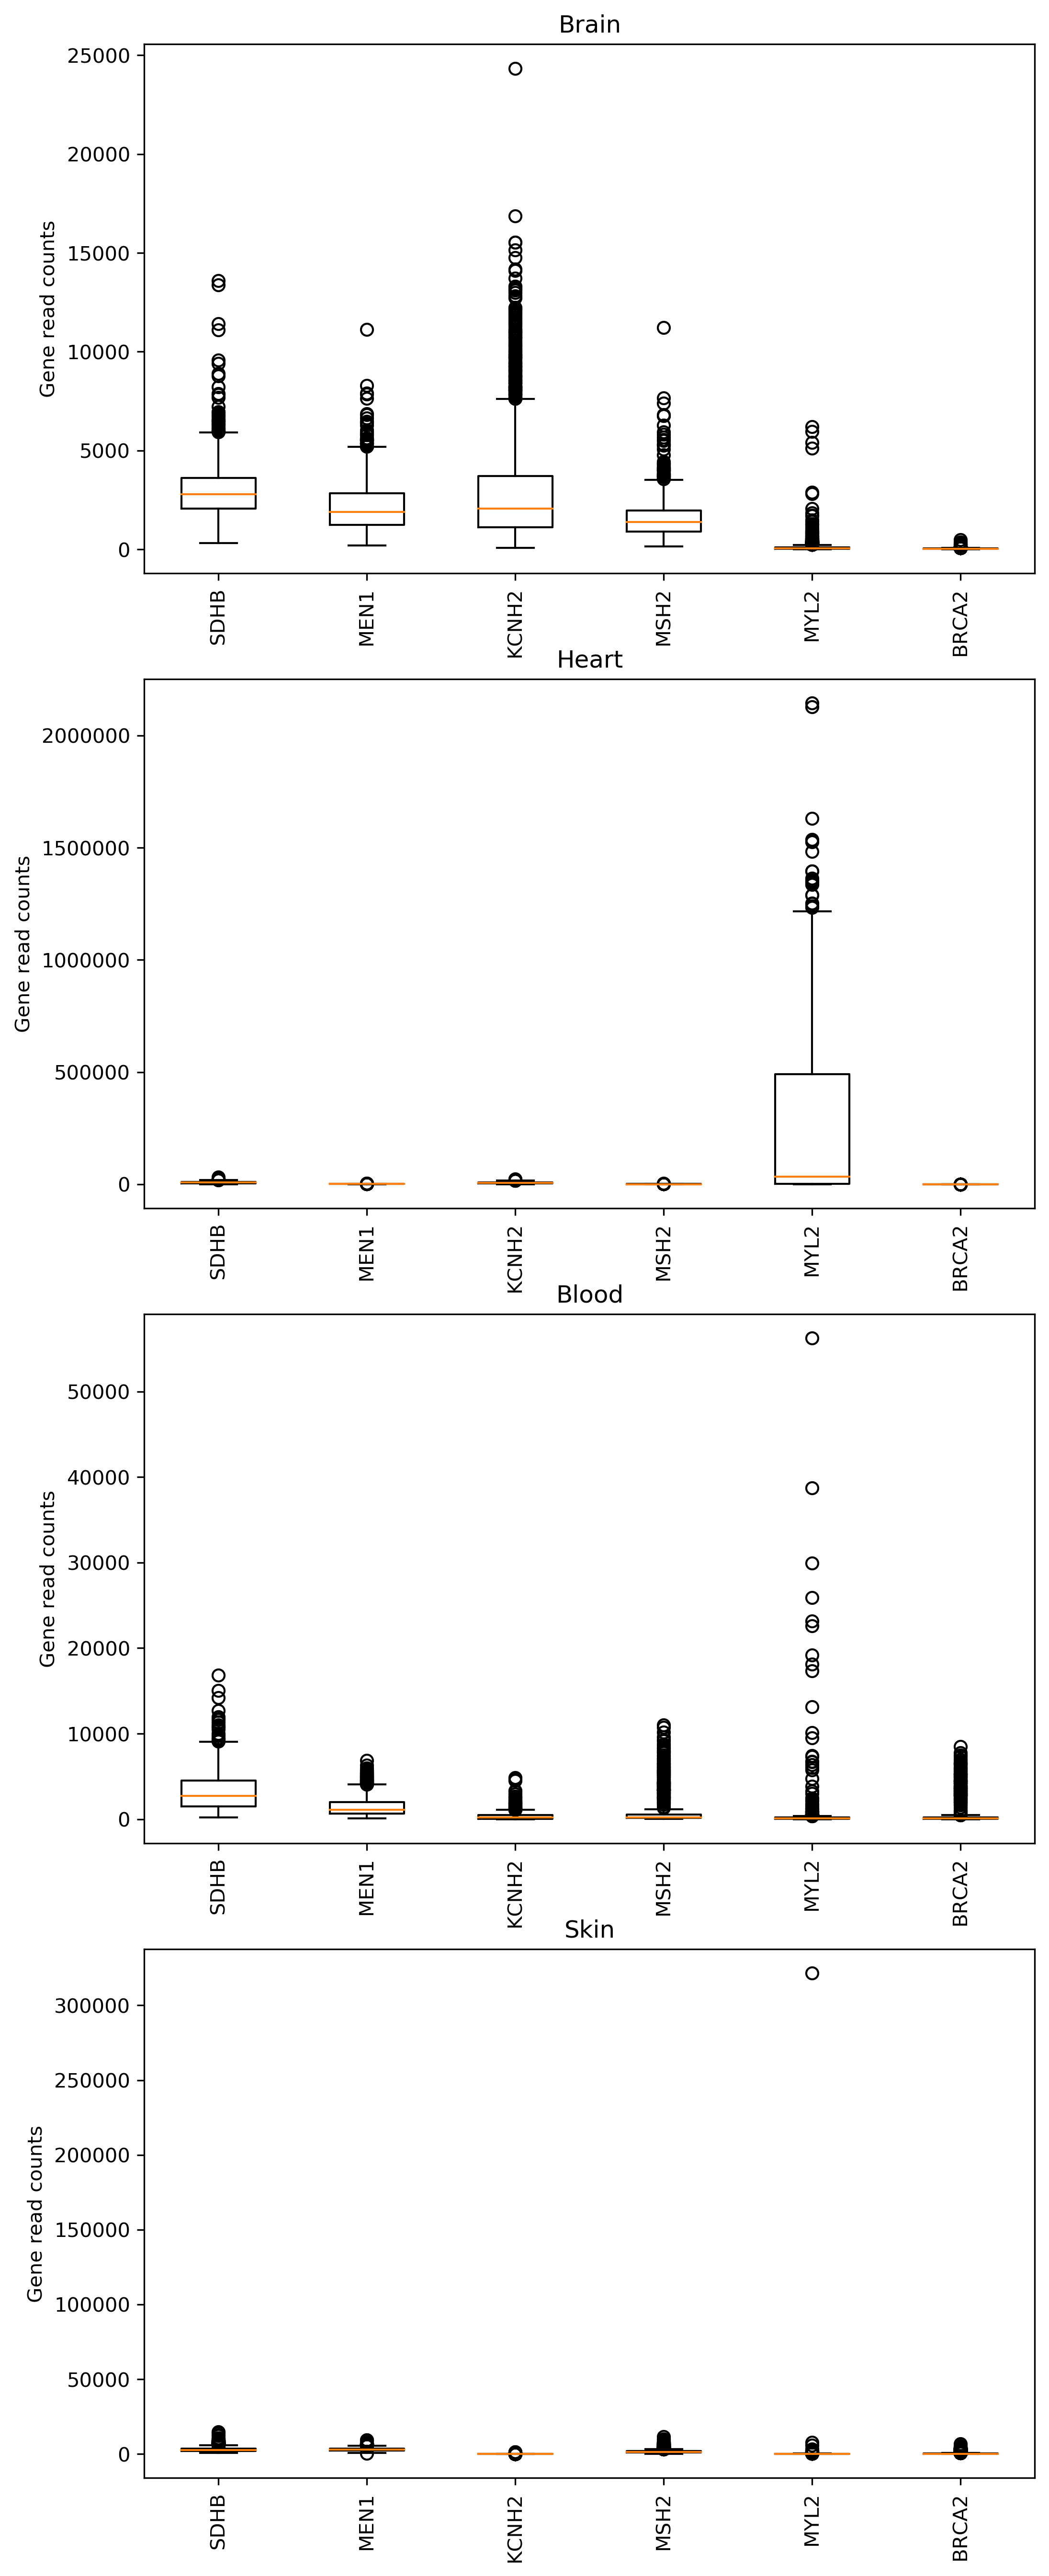 Brain
25000
20000
15000
10000
5000
0
Gene read counts
SDHB
MEN1
KCNH2
MSH2
MYL2
BRCA2
Heart
2000000
1500000
1000000
500000
0
Gene read counts
SDHB
MEN1
KCNH2
MSH2
MYL2
BRCA2
Blood
50000
40000
30000
20000
10000
0
Gene read counts
SDHB
MEN1
KCNH2
MSH2
MYL2
BRCA2
Skin
300000
250000
200000
150000
100000
50000
0
Gene read counts
SDHB
MEN1
KCNH2
MSH2
MYL2
BRCA2